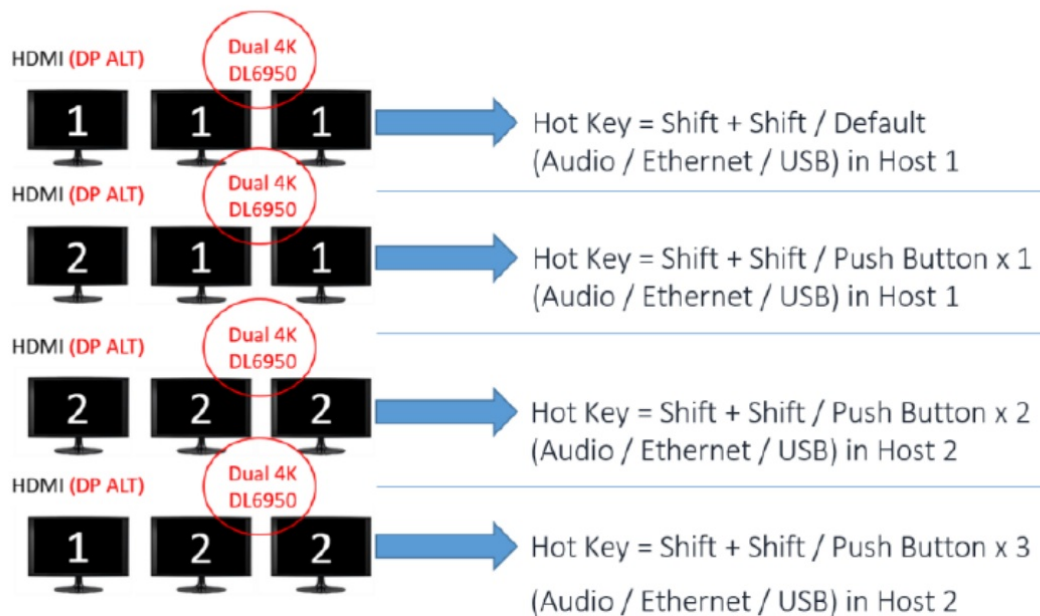 HDMI (DP ALT)
Dual 4K
DL6950
1 1 1
Hot Key = Shift + Shift / Default
(Audio / Ethernet / USB) in Host 1
HDMI (DP ALT)
Dual 4K
DL6950
2 1 1
Hot Key = Shift + Shift / Push Button x 1
(Audio / Ethernet / USB) in Host 1
HDMI (DP ALT)
Dual 4K
DL6950
2 2 2
Hot Key = Shift + Shift / Push Button x 2
(Audio / Ethernet / USB) in Host 2
HDMI (DP ALT)
Dual 4K
DL6950
1 2 2
Hot Key = Shift + Shift / Push Button x 3
(Audio / Ethernet / USB) in Host 2